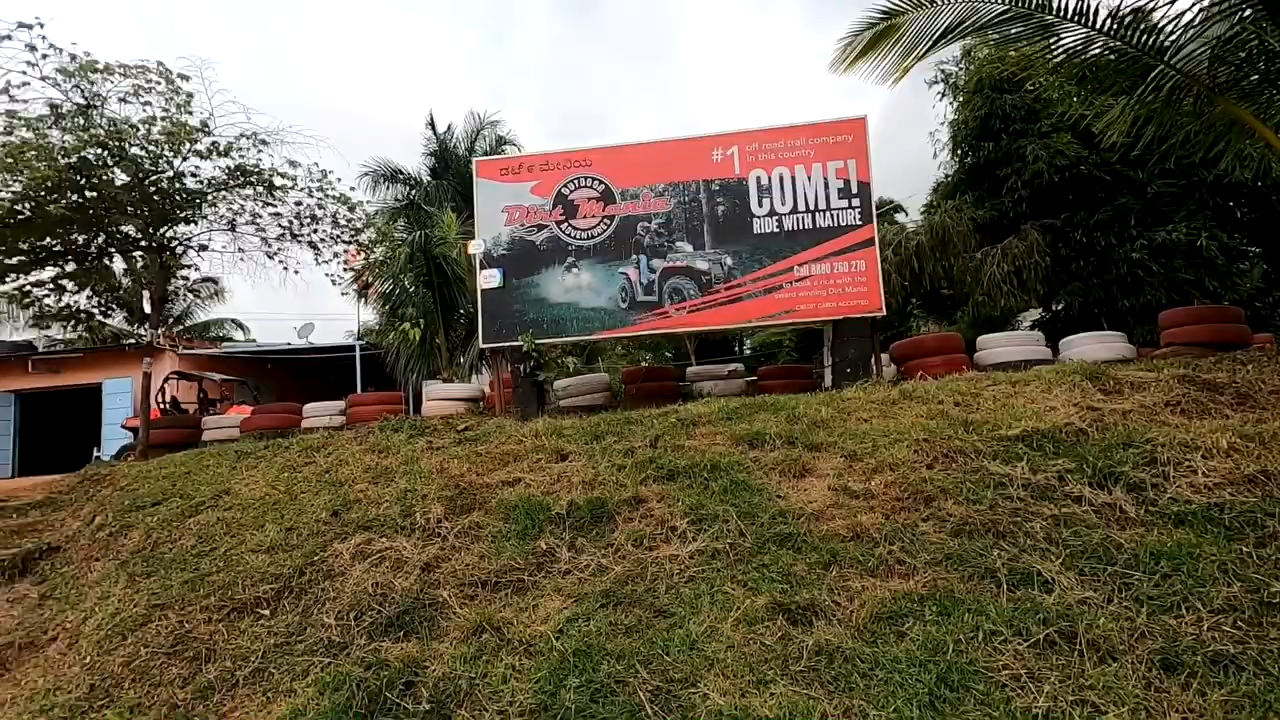 ಡರ್ಟ್ ಮೇನಿಯ
#1 off road trail company
in this country
OUTDOOR
Dirt Mania
ADVENTURES
COME!
RIDE WITH NATURE
Call 8880 260 270
to book a ride with the
award winning Dirt Mania
CREDIT CARDS ACCEPTED